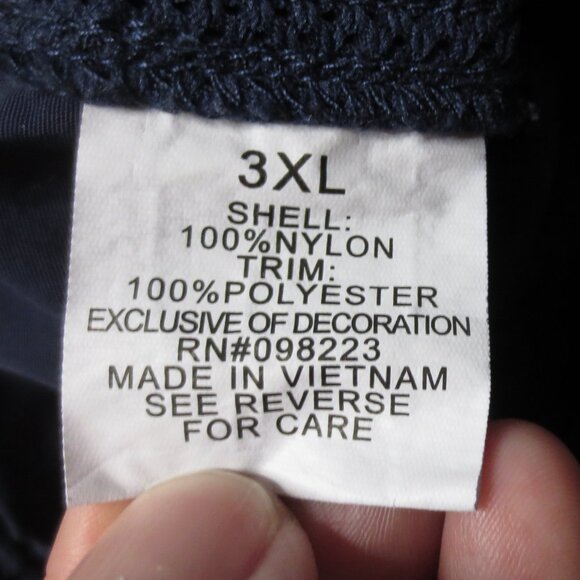 3XL
SHELL:
100%NYLON
TRIM:
100%POLYESTER
EXCLUSIVE OF DECORATION
RN#098223
MADE IN VIETNAM
SEE REVERSE
FOR CARE